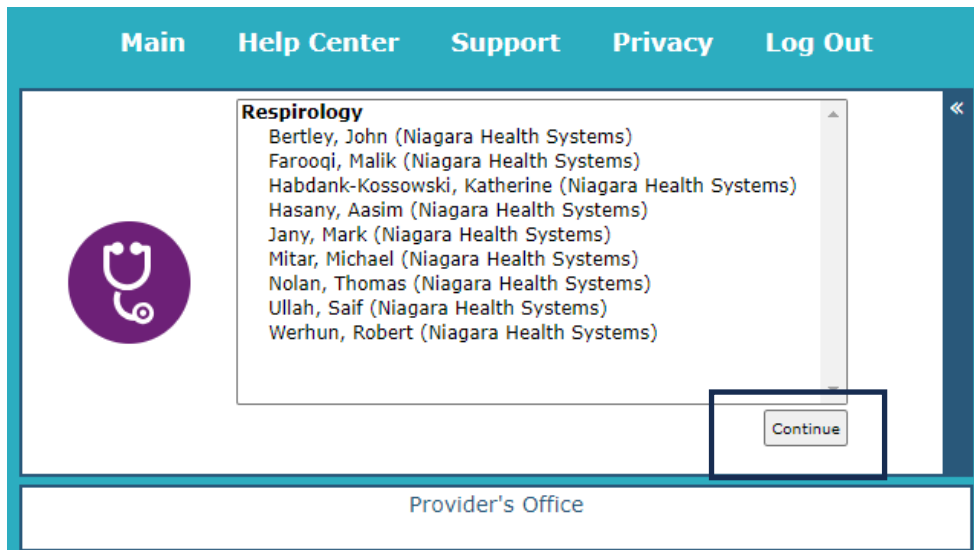 Main Help Center Support Privacy Log Out
«
Respirology
Bertley, John (Niagara Health Systems)
Farooqi, Malik (Niagara Health Systems)
Habdank-Kossowski, Katherine (Niagara Health Systems)
Hasany, Aasim (Niagara Health Systems)
Jany, Mark (Niagara Health Systems)
Mitar, Michael (Niagara Health Systems)
Nolan, Thomas (Niagara Health Systems)
Ullah, Saif (Niagara Health Systems)
Werhun, Robert (Niagara Health Systems)
Continue
Provider's Office